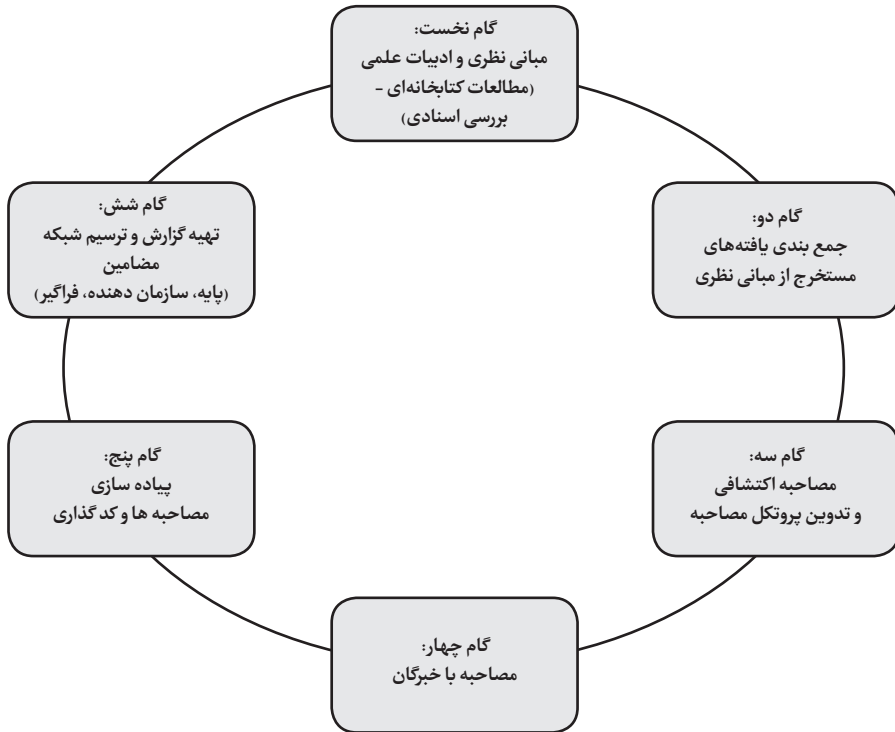 گام نخست:
مبانی نظری و ادبیات علمی
(مطالعات کتابخانه‌ای -
بررسی اسنادی)
گام دو:
جمع بندی یافته‌های
مستخرج از مبانی نظری
گام سه:
مصاحبه اکتشافی
و تدوین پروتکل مصاحبه
گام چهار:
مصاحبه با خبرگان
گام پنج:
پیاده سازی
مصاحبه ها و کد گذاری
گام شش:
تهیه گزارش و ترسیم شبکه
مضامین
(پایه، سازمان دهنده، فراگیر)